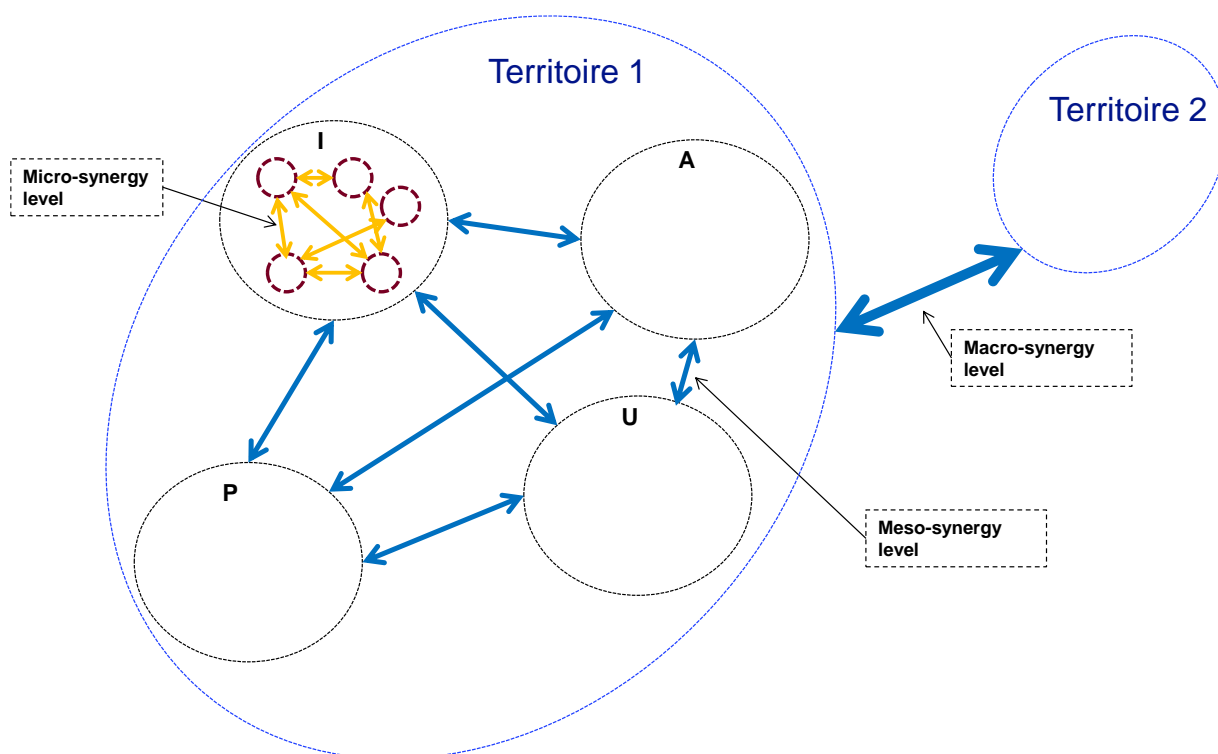 Territoire 1
Territoire 2
I
A
Micro-synergy
level
Macro-synergy
level
U
P
Meso-synergy
level